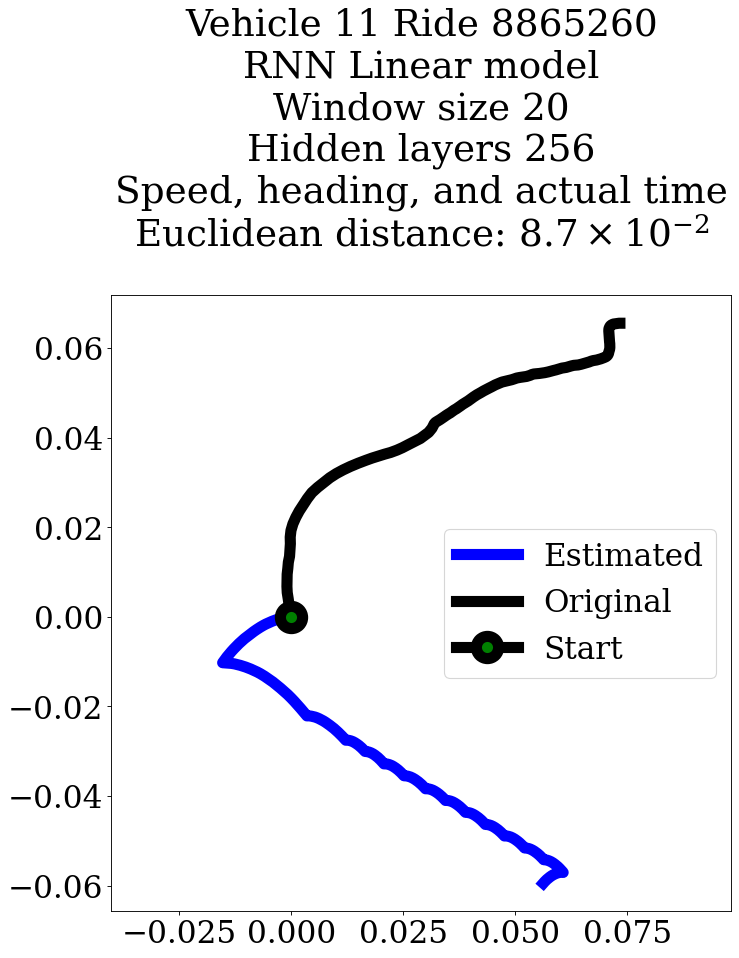 Vehicle 11 Ride 8865260
RNN Linear model
Window size 20
Hidden layers 256
Speed, heading, and actual time
Euclidean distance: 8.7 × 10⁻²
0.06
0.04
0.02
0.00
−0.02
−0.04
−0.06
Estimated
Original
Start
−0.025 0.000 0.025 0.050 0.075